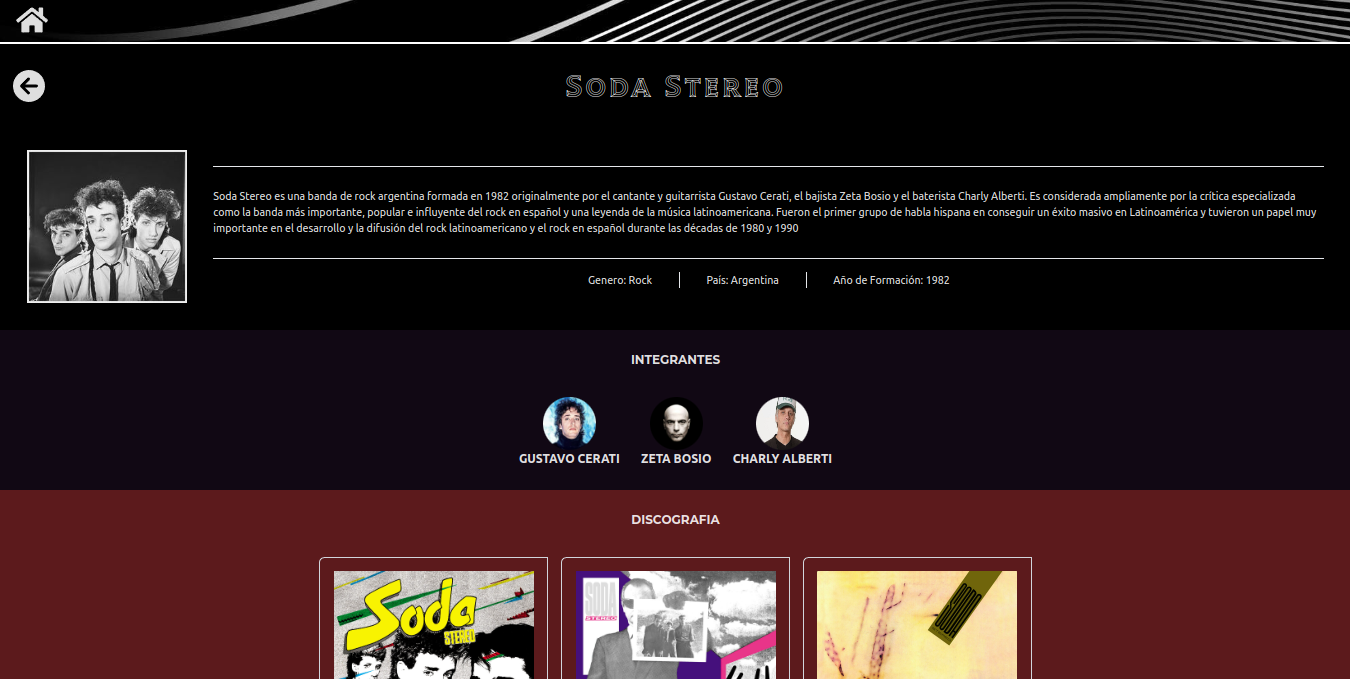 Soda Stereo
Soda Stereo es una banda de rock argentina formada en 1982 originalmente por el cantante y guitarrista Gustavo Cerati, el bajista Zeta Bosio y el baterista Charly Alberti. Es considerada ampliamente por la crítica especializada
como la banda más importante, popular e influyente del rock en español y una leyenda de la música latinoamericana. Fueron el primer grupo de habla hispana en conseguir un éxito masivo en Latinoamérica y tuvieron un papel muy
importante en el desarrollo y la difusión del rock latinoamericano y el rock en español durante las décadas de 1980 y 1990
Genero: Rock País: Argentina Año de Formación: 1982
INTEGRANTES
GUSTAVO CERATI ZETA BOSIO CHARLY ALBERTI
DISCOGRAFIA
Soda
STEREO
SODA
STEREO